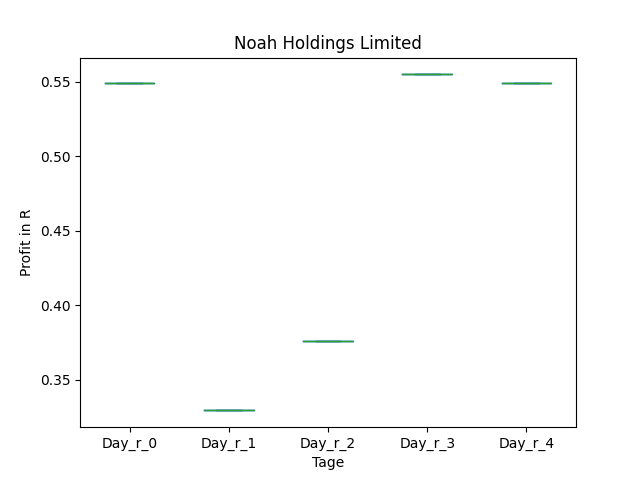 Noah Holdings Limited
Profit in R
0.55
0.50
0.45
0.40
0.35
Day_r_0 Day_r_1 Day_r_2 Day_r_3 Day_r_4
Tage